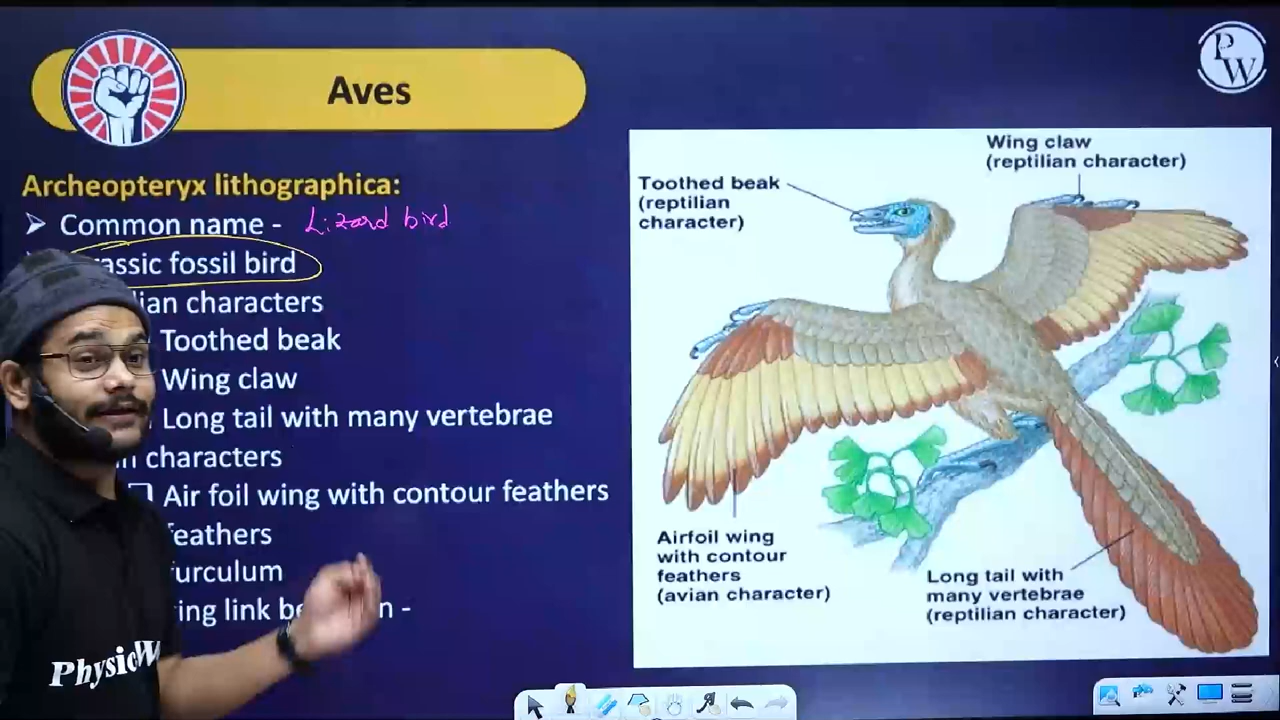 Aves
PW
Archeopteryx lithographica:
➤ Common name - Lizard bird
assic fossil bird
ian characters
Toothed beak
Wing claw
Long tail with many vertebrae
characters
Air foil wing with contour feathers
feathers
furculum
ing link be n -
Physic W
Toothed beak
(reptilian
character)
Wing claw
(reptilian character)
Airfoil wing
with contour
feathers
(avian character)
Long tail with
many vertebrae
(reptilian character)